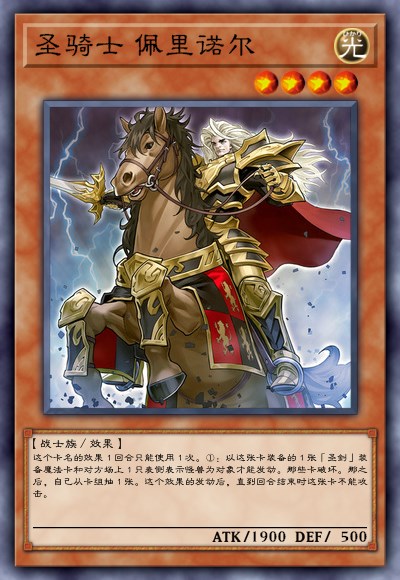 圣骑士 佩里诺尔
光
【战士族／效果】
这个卡名的效果1回合只能使用1次。①：以这张卡装备的1张「圣剑」装
备魔法卡和对方场上1只表侧表示怪兽为对象才能发动。那些卡破坏。那之
后，自己从卡组抽1张。这个效果的发动后，直到回合结束时这张卡不能攻
击。
ATK/1900 DEF/ 500